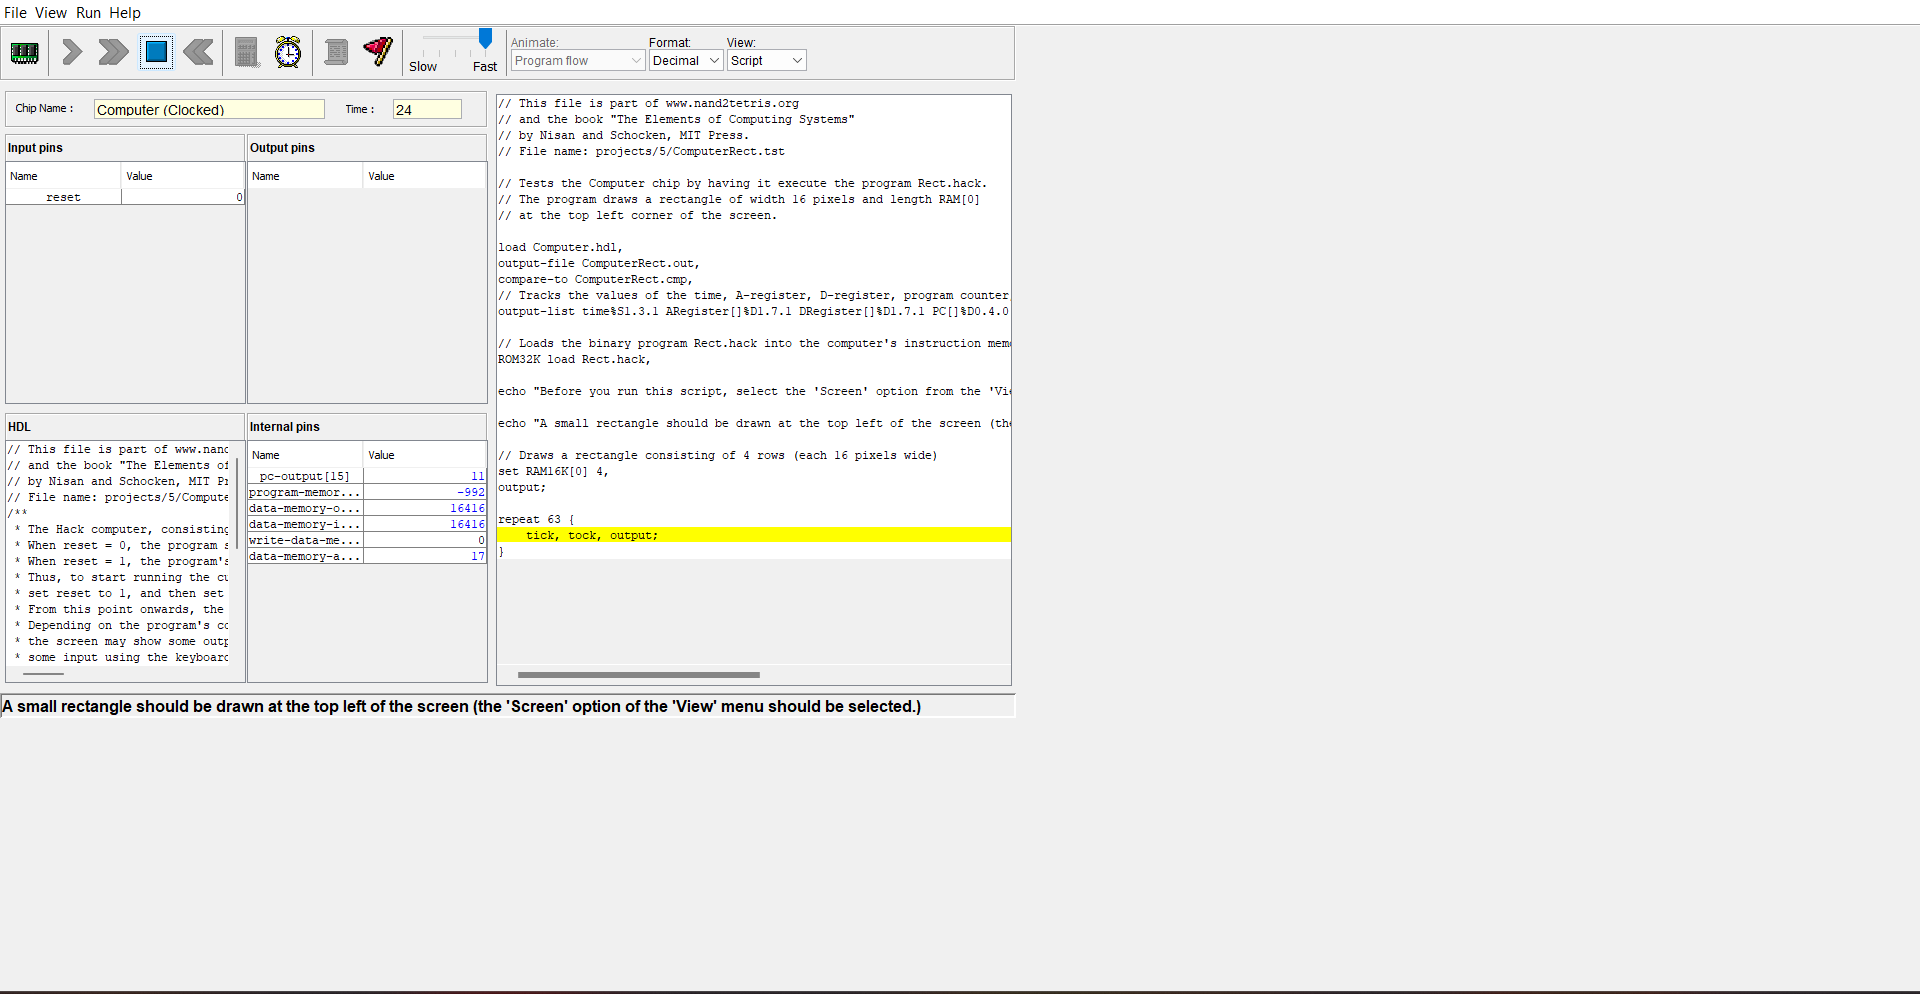 File View Run Help
Slow Fast
Animate: Format: View:
Program flow Decimal Script
Chip Name : Computer (Clocked) Time : 24
Input pins
Name Value
reset 0
Output pins
Name Value
HDL
// This file is part of www.nand
// and the book "The Elements of
// by Nisan and Schocken, MIT Pr
// File name: projects/5/Compute
/**
* The Hack computer, consisting
* When reset = 0, the program s
* When reset = 1, the program's
* Thus, to start running the cu
* set reset to 1, and then set
* From this point onwards, the
* Depending on the program's co
* the screen may show some outp
* some input using the keyboard
Internal pins
Name Value
pc-output[15] 11
program-memor... -992
data-memory-o... 16416
data-memory-i... 16416
write-data-me... 0
data-memory-a... 17
// This file is part of www.nand2tetris.org
// and the book "The Elements of Computing Systems"
// by Nisan and Schocken, MIT Press.
// File name: projects/5/ComputerRect.tst
// Tests the Computer chip by having it execute the program Rect.hack.
// The program draws a rectangle of width 16 pixels and length RAM[0]
// at the top left corner of the screen.
load Computer.hdl,
output-file ComputerRect.out,
compare-to ComputerRect.cmp,
// Tracks the values of the time, A-register, D-register, program counter,
output-list time%S1.3.1 ARegister[]%D1.7.1 DRegister[]%D1.7.1 PC[]%D0.4.0
// Loads the binary program Rect.hack into the computer's instruction mem
ROM32K load Rect.hack,
echo "Before you run this script, select the 'Screen' option from the 'Vie
echo "A small rectangle should be drawn at the top left of the screen (the
// Draws a rectangle consisting of 4 rows (each 16 pixels wide)
set RAM16K[0] 4,
output;
repeat 63 {
tick, tock, output;
}
A small rectangle should be drawn at the top left of the screen (the 'Screen' option of the 'View' menu should be selected.)